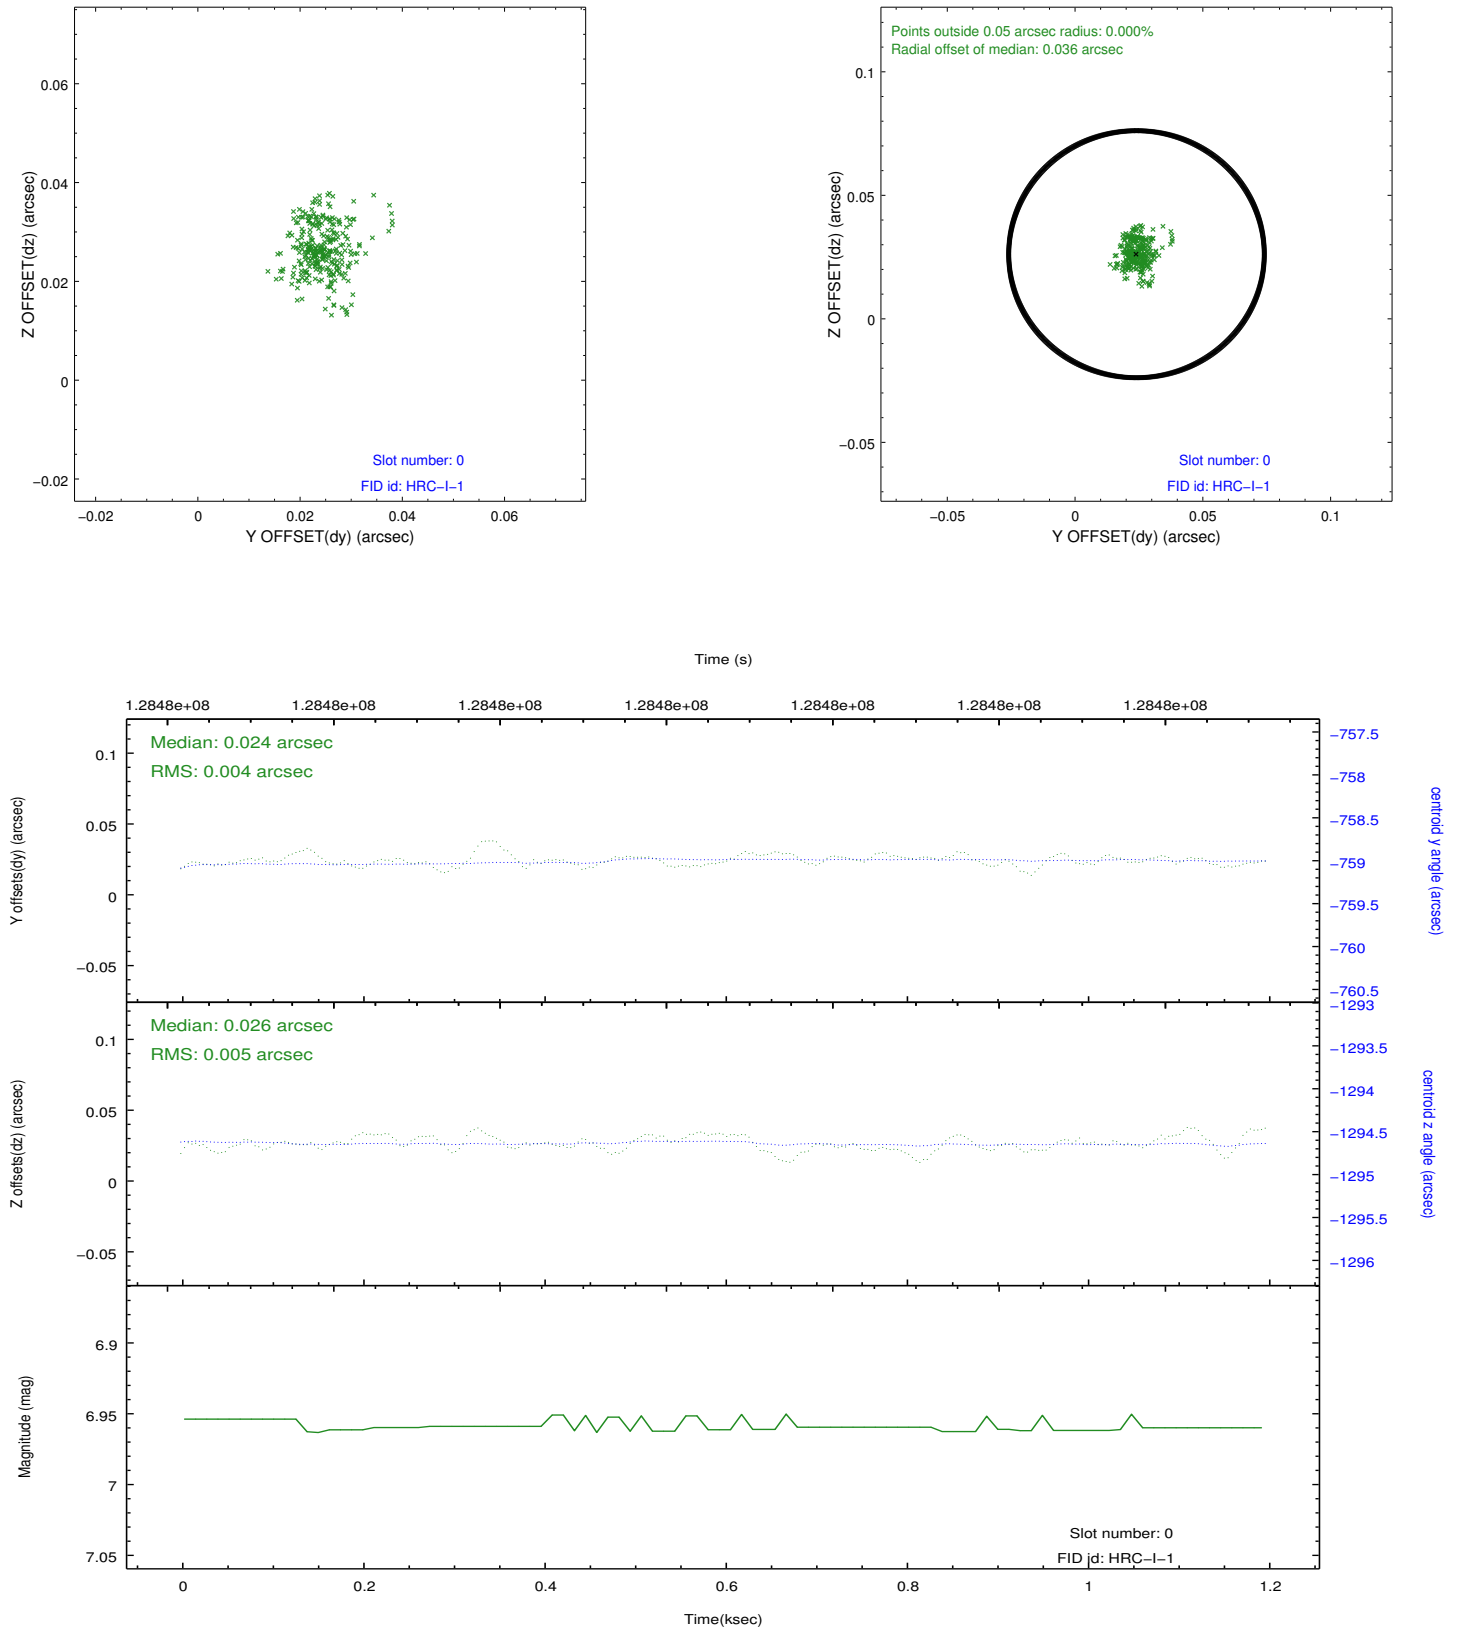 0.06
0.04
0.02
0
−0.02
Z OFFSET(dz) (arcsec)
Slot number: 0
FID id: HRC−I−1
−0.02 0 0.02 0.04 0.06
Y OFFSET(dy) (arcsec)
Points outside 0.05 arcsec radius: 0.000%
Radial offset of median: 0.036 arcsec
0.1
0.05
0
−0.05
Z OFFSET(dz) (arcsec)
Slot number: 0
FID id: HRC−I−1
−0.05 0 0.05 0.1
Y OFFSET(dy) (arcsec)
Time (s)
1.2848e+08 1.2848e+08 1.2848e+08 1.2848e+08 1.2848e+08 1.2848e+08 1.2848e+08
Median: 0.024 arcsec
RMS: 0.004 arcsec
0.1
0.05
0
−0.05
Y offsets(dy) (arcsec)
−757.5
−758
−758.5
−759
−759.5
−760
−760.5
centroid y angle (arcsec)
Median: 0.026 arcsec
RMS: 0.005 arcsec
0.1
0.05
0
−0.05
Z offsets(dz) (arcsec)
−1293
−1293.5
−1294
−1294.5
−1295
−1295.5
−1296
centroid z angle (arcsec)
6.9
6.95
7
7.05
Magnitude (mag)
Slot number: 0
FID id: HRC−I−1
0 0.2 0.4 0.6 0.8 1 1.2
Time(ksec)